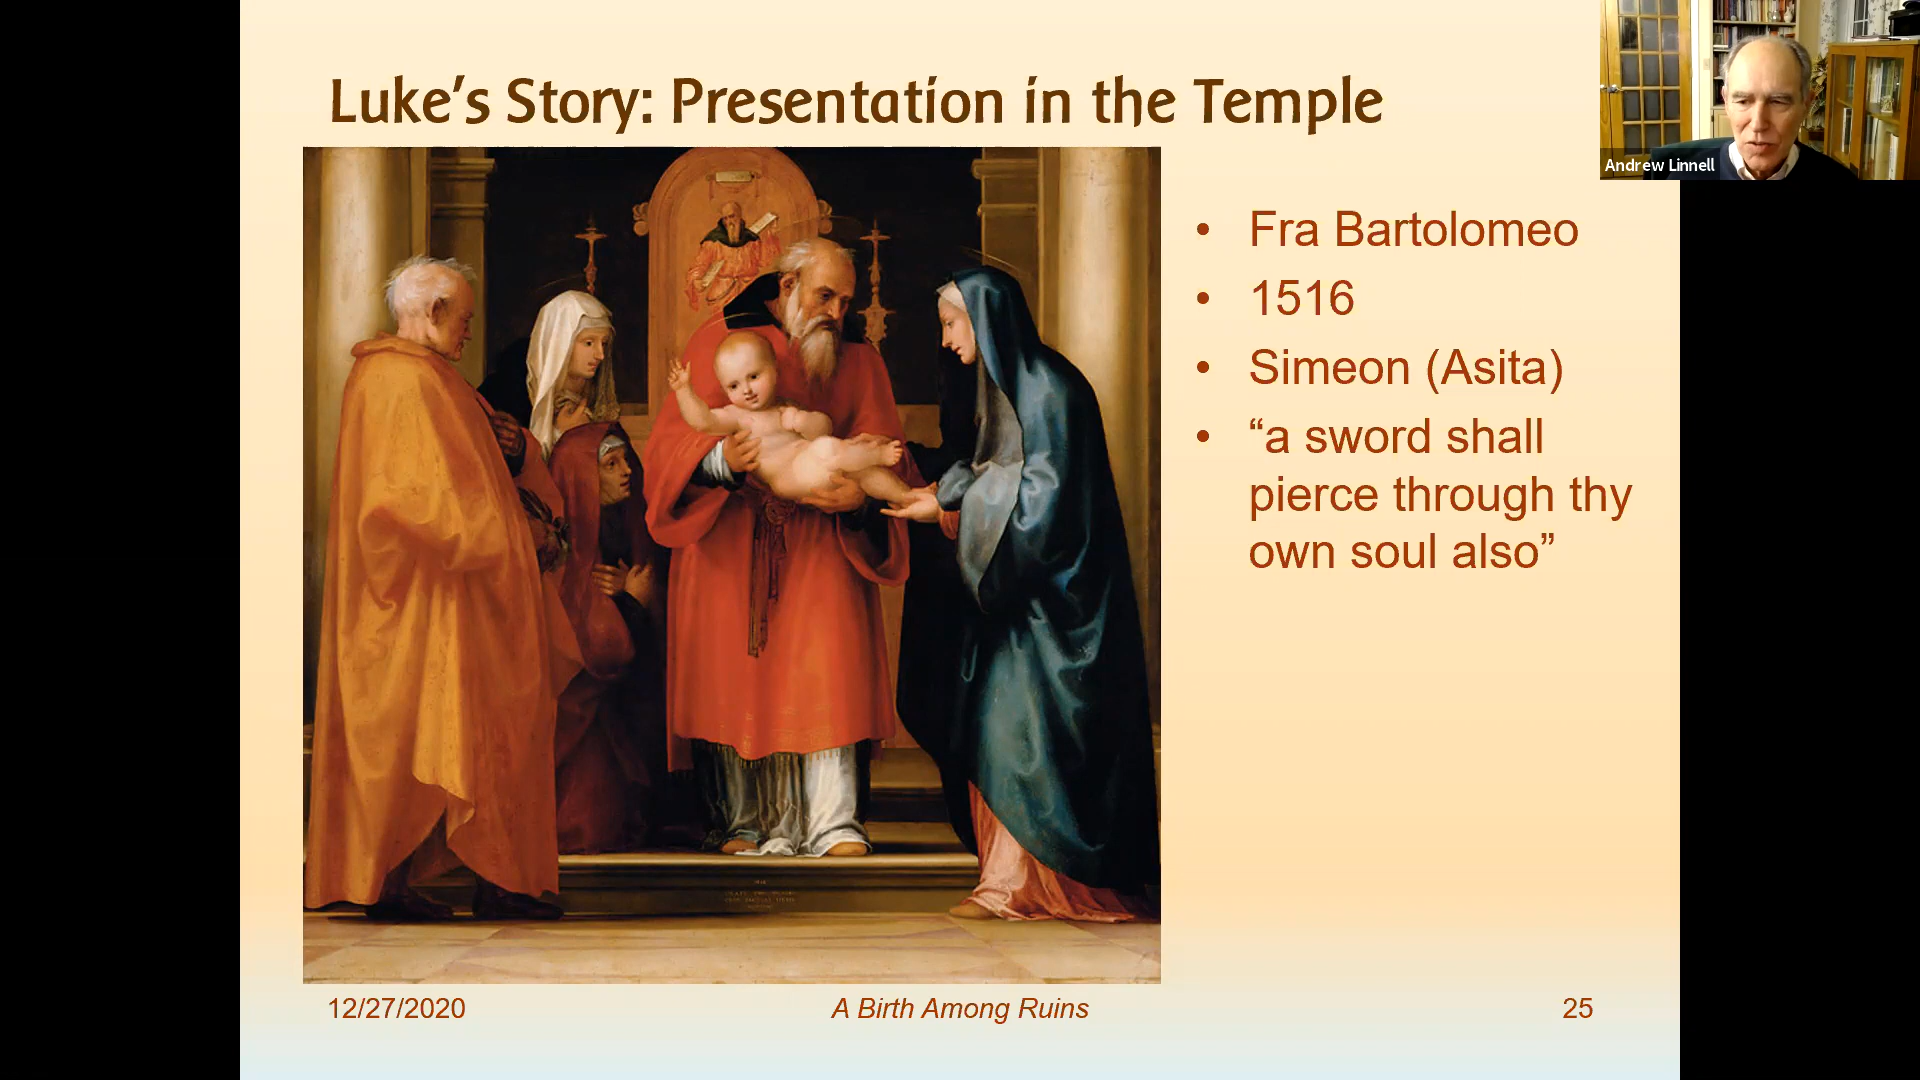 Luke’s Story: Presentation in the Temple
Andrew Linnell
• Fra Bartolomeo
• 1516
• Simeon (Asita)
• “a sword shall
pierce through thy
own soul also”
12/27/2020
A Birth Among Ruins
25